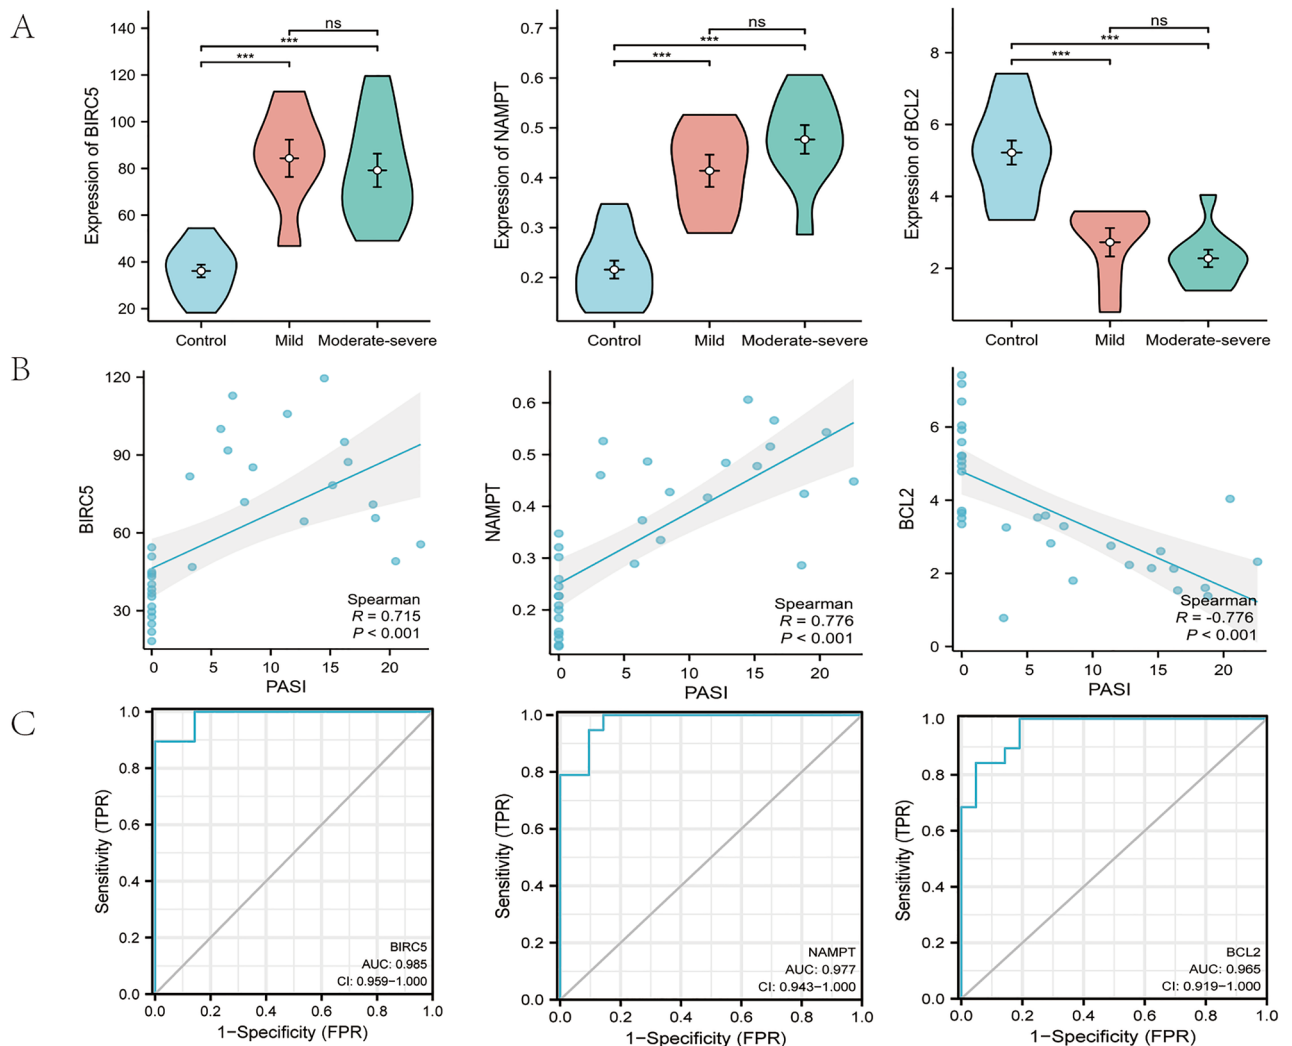 A
Expression of BIRC5
140
120
100
80
60
40
20
ns
***
***
Control
Mild
Moderate-severe
Expression of NAMPT
0.7
0.6
0.5
0.4
0.3
0.2
ns
***
***
Control
Mild
Moderate-severe
Expression of BCL2
8
6
4
2
ns
***
***
Control
Mild
Moderate-severe
B
BIRC5
120
90
60
30
Spearman
R = 0.715
P < 0.001
0 5 10 15 20
PASI
NAMPT
0.6
0.5
0.4
0.3
0.2
Spearman
R = 0.776
P < 0.001
0 5 10 15 20
PASI
BCL2
6
4
2
0
Spearman
R = -0.776
P < 0.001
0 5 10 15 20
PASI
C
Sensitivity (TPR)
1.0
0.8
0.6
0.4
0.2
0.0
BIRC5
AUC: 0.985
CI: 0.959−1.000
0.0 0.2 0.4 0.6 0.8 1.0
1−Specificity (FPR)
Sensitivity (TPR)
1.0
0.8
0.6
0.4
0.2
0.0
NAMPT
AUC: 0.977
CI: 0.943−1.000
0.0 0.2 0.4 0.6 0.8 1.0
1−Specificity (FPR)
Sensitivity (TPR)
1.0
0.8
0.6
0.4
0.2
0.0
BCL2
AUC: 0.965
CI: 0.919−1.000
0.0 0.2 0.4 0.6 0.8 1.0
1−Specificity (FPR)